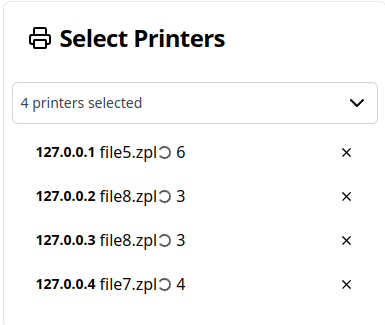 Select Printers
4 printers selected
127.0.0.1 file5.zpl 6 ×
127.0.0.2 file8.zpl 3 ×
127.0.0.3 file8.zpl 3 ×
127.0.0.4 file7.zpl 4 ×